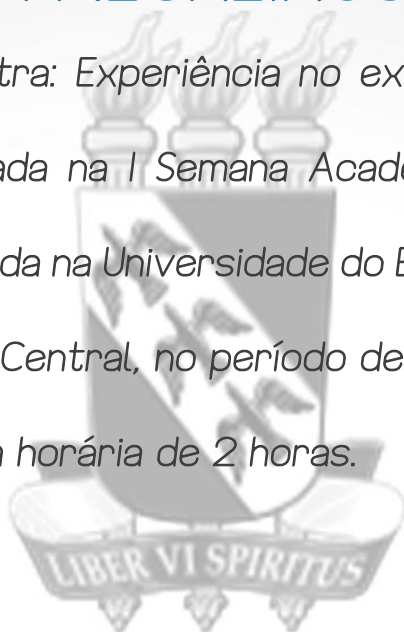 tra: Experiência no ex
ada na I Semana Acad
da na Universidade do
Central, no período de
horária de 2 horas.
LIBER VI SPIRITUS